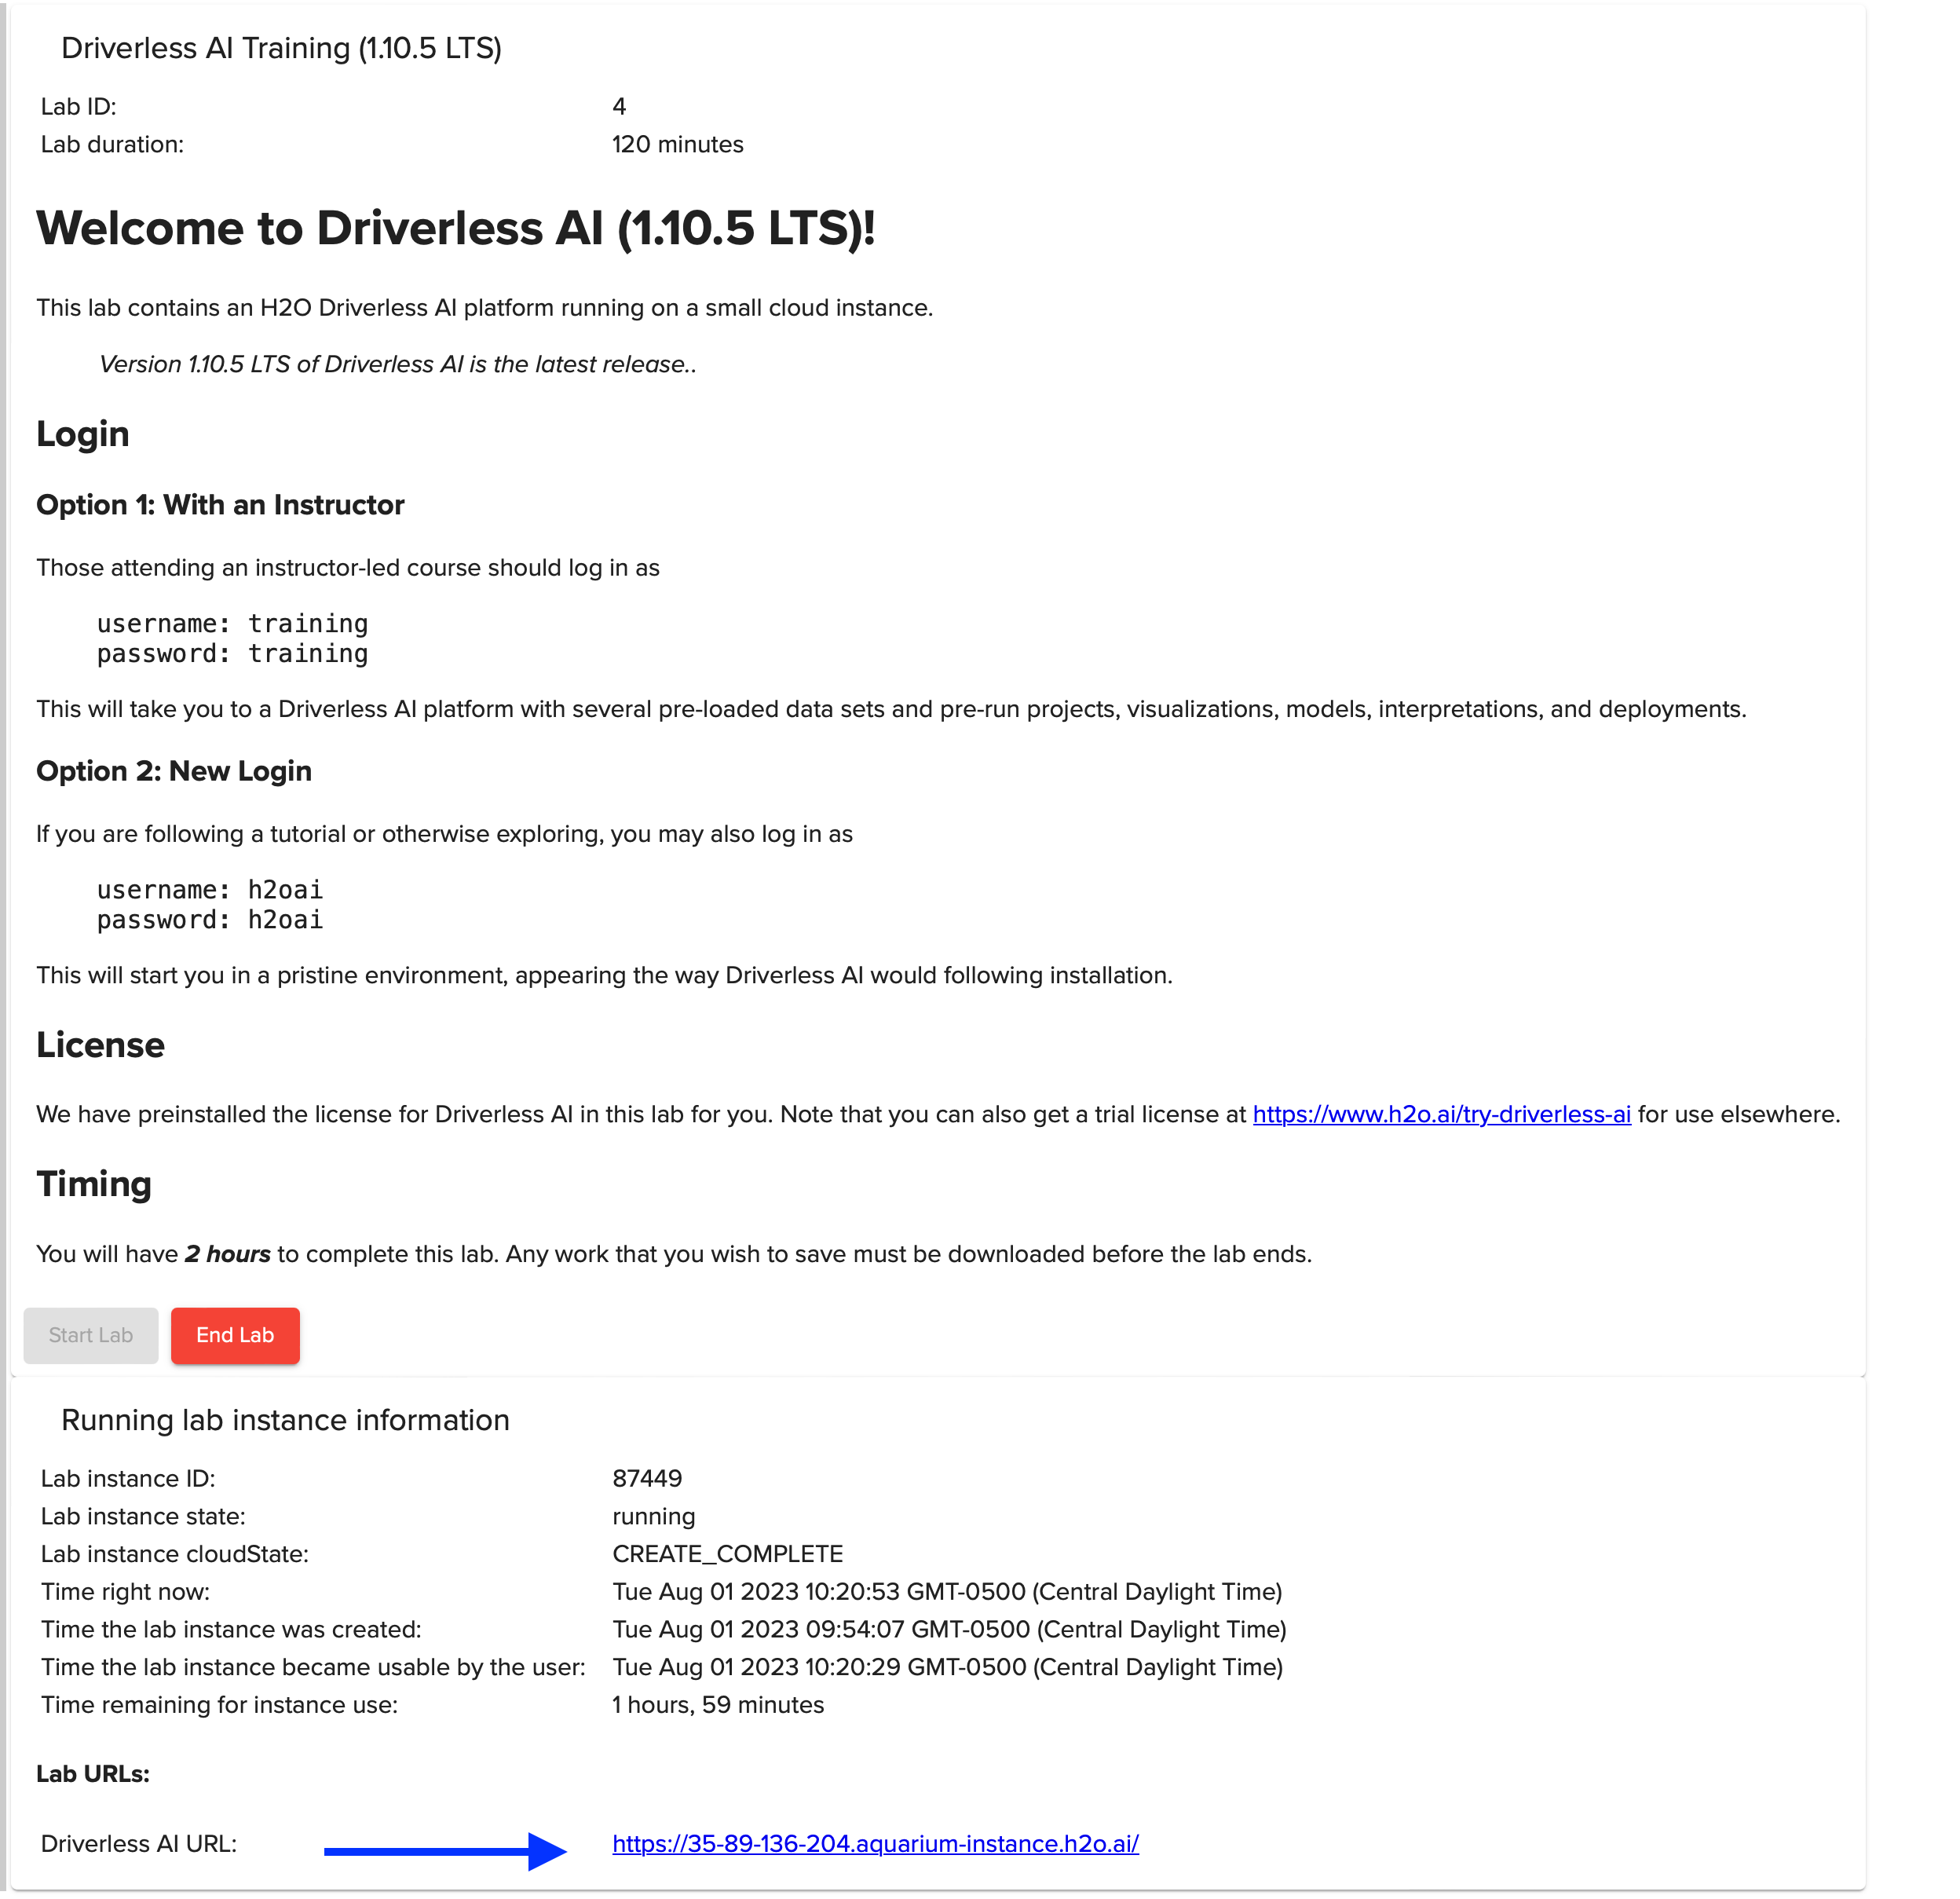 Driverless AI Training (1.10.5 LTS)
Lab ID: 4
Lab duration: 120 minutes
Welcome to Driverless AI (1.10.5 LTS)!
This lab contains an H2O Driverless AI platform running on a small cloud instance.
Version 1.10.5 LTS of Driverless AI is the latest release..
Login
Option 1: With an Instructor
Those attending an instructor-led course should log in as
username: training
password: training
This will take you to a Driverless AI platform with several pre-loaded data sets and pre-run projects, visualizations, models, interpretations, and deployments.
Option 2: New Login
If you are following a tutorial or otherwise exploring, you may also log in as
username: h2oai
password: h2oai
This will start you in a pristine environment, appearing the way Driverless AI would following installation.
License
We have preinstalled the license for Driverless AI in this lab for you. Note that you can also get a trial license at https://www.h2o.ai/try-driverless-ai for use elsewhere.
Timing
You will have 2 hours to complete this lab. Any work that you wish to save must be downloaded before the lab ends.
Start Lab End Lab
Running lab instance information
Lab instance ID: 87449
Lab instance state: running
Lab instance cloudState: CREATE_COMPLETE
Time right now: Tue Aug 01 2023 10:20:53 GMT-0500 (Central Daylight Time)
Time the lab instance was created: Tue Aug 01 2023 09:54:07 GMT-0500 (Central Daylight Time)
Time the lab instance became usable by the user: Tue Aug 01 2023 10:20:29 GMT-0500 (Central Daylight Time)
Time remaining for instance use: 1 hours, 59 minutes
Lab URLs:
Driverless AI URL: https://35-89-136-204.aquarium-instance.h2o.ai/